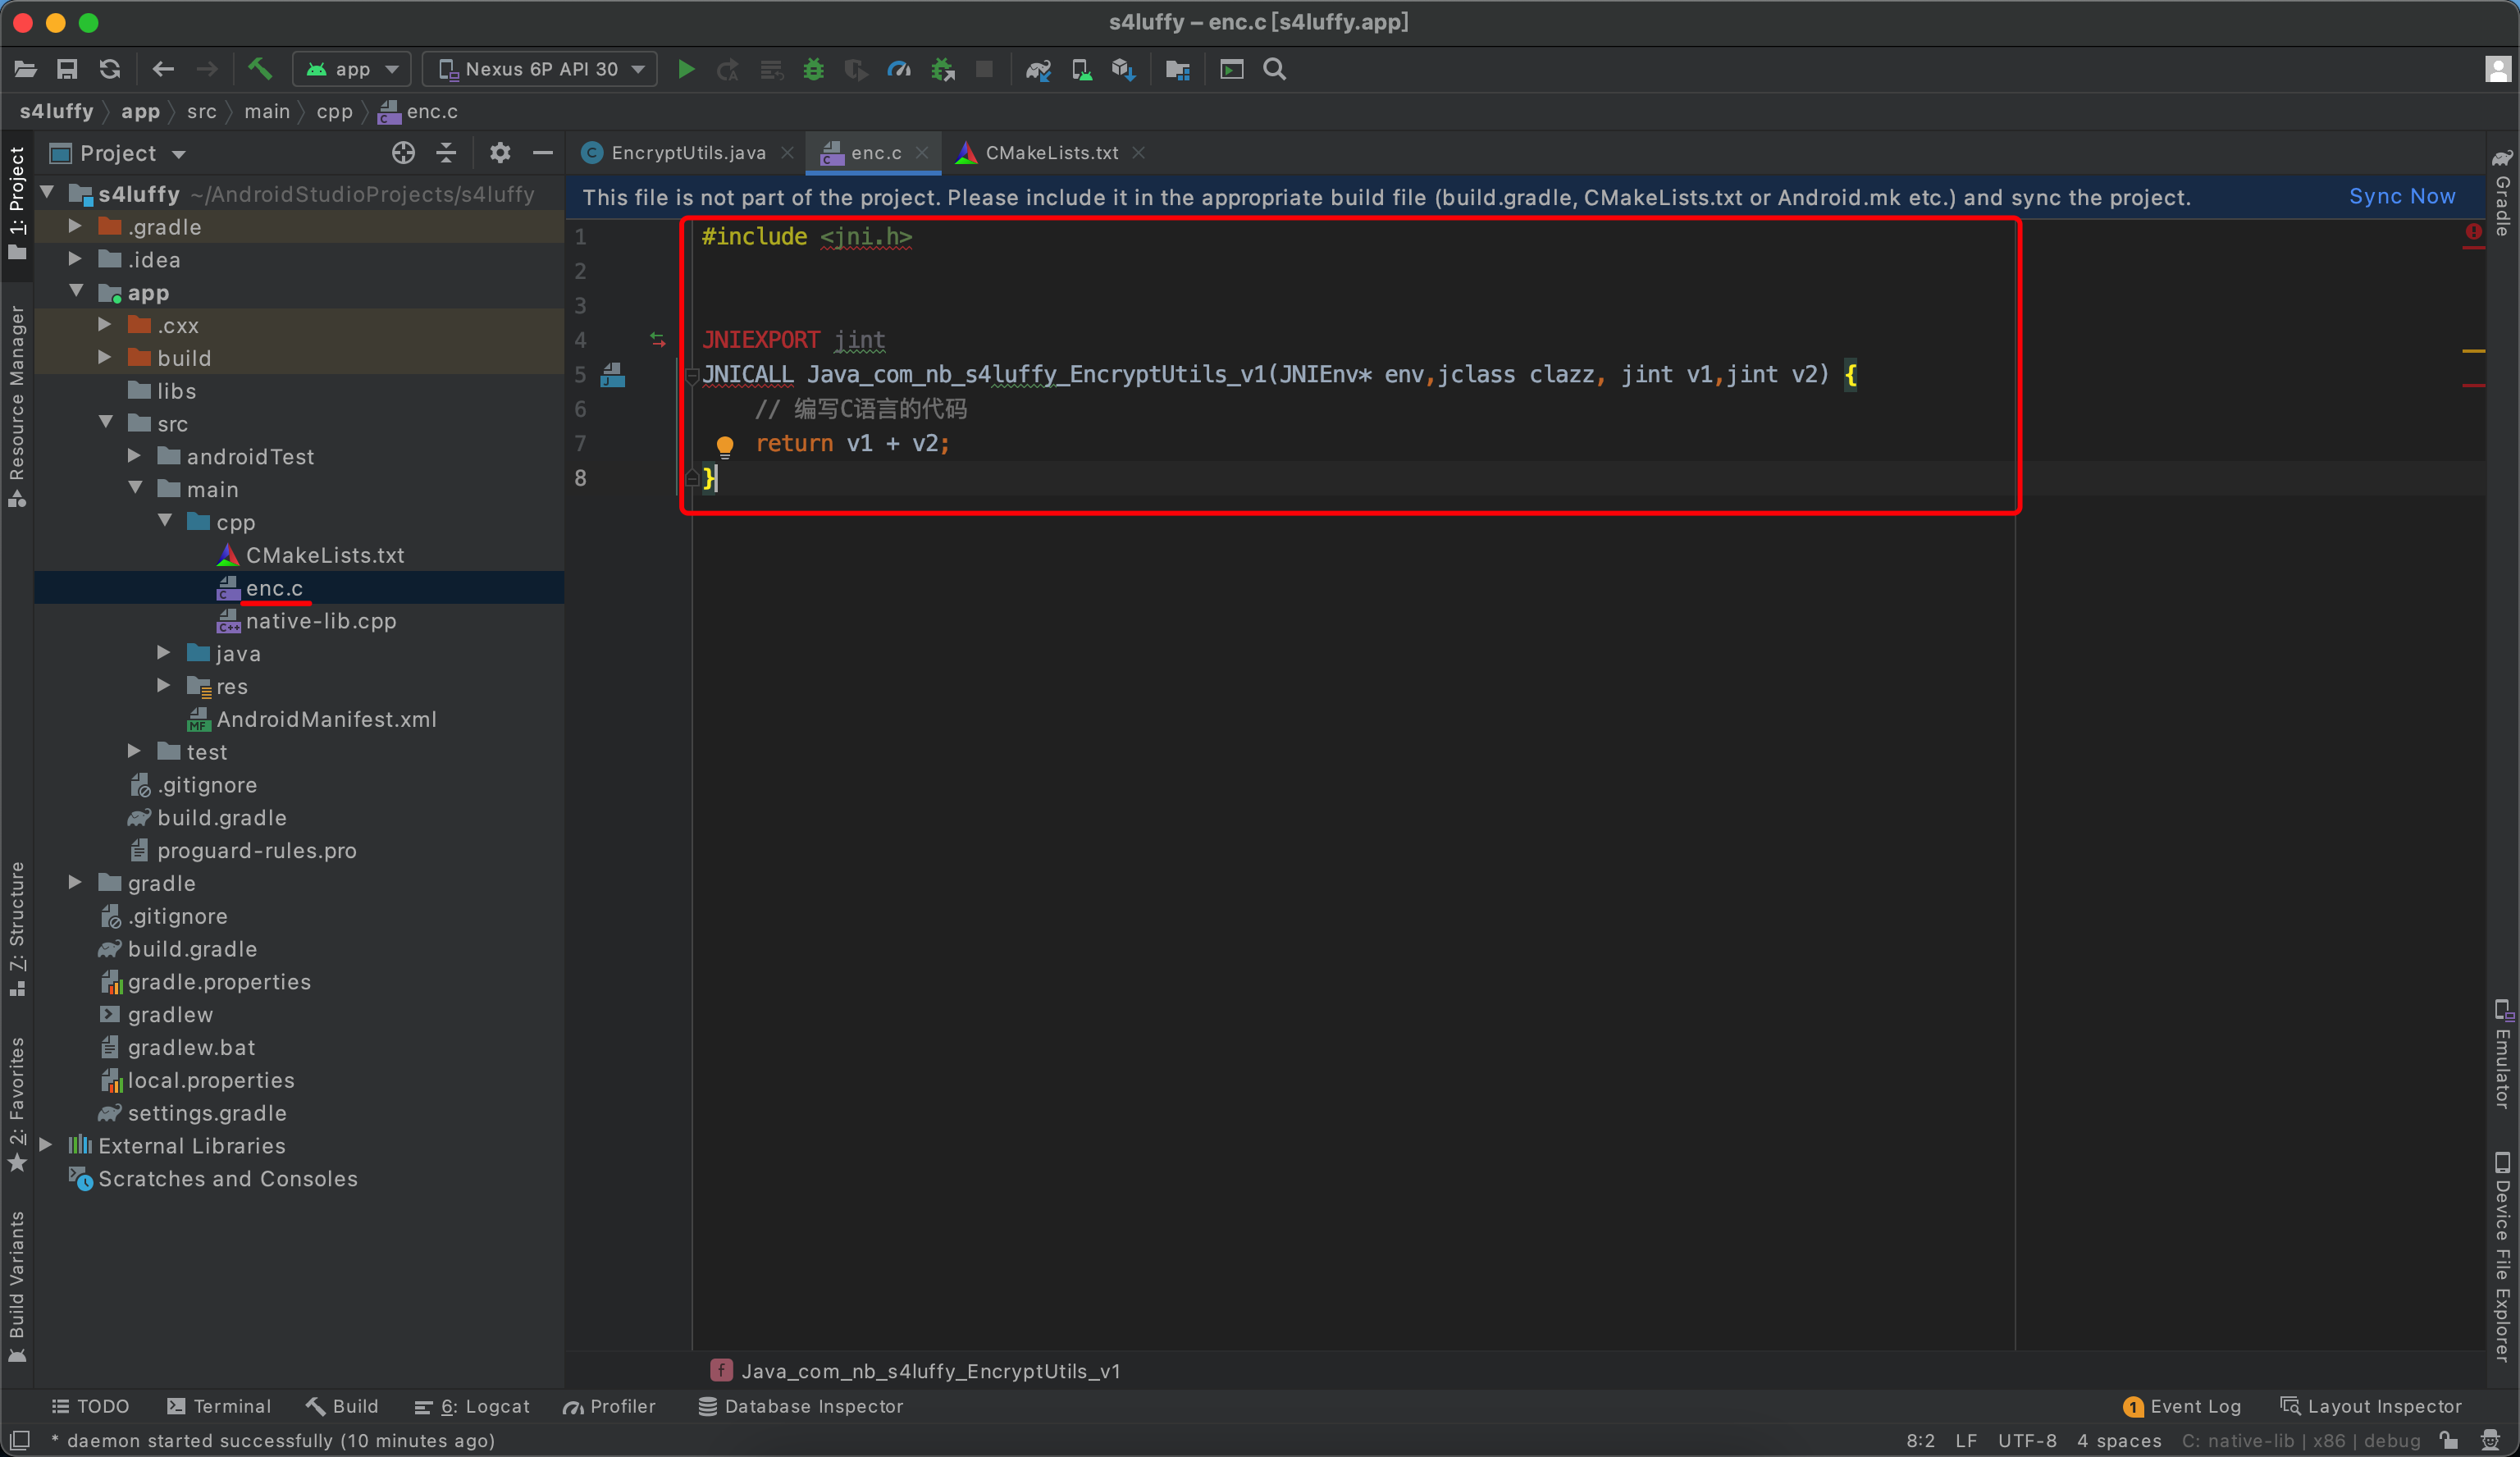 s4luffy – enc.c [s4luffy.app]
app
Nexus 6P API 30
s4luffy app src main cpp enc.c
Project
EncryptUtils.java
enc.c
CMakeLists.txt
This file is not part of the project. Please include it in the appropriate build file (build.gradle, CMakeLists.txt or Android.mk etc.) and sync the project.
Sync Now
1: Project
Resource Manager
Z: Structure
2: Favorites
Build Variants
s4luffy ~/AndroidStudioProjects/s4luffy
.gradle
.idea
app
.cxx
build
libs
src
androidTest
main
cpp
CMakeLists.txt
enc.c
native-lib.cpp
java
res
AndroidManifest.xml
test
.gitignore
build.gradle
proguard-rules.pro
gradle
.gitignore
build.gradle
gradle.properties
gradlew
gradlew.bat
local.properties
settings.gradle
External Libraries
Scratches and Consoles
1 #include <jni.h>
2
3
4 JNIEXPORT jint
5 JNICALL Java_com_nb_s4luffy_EncryptUtils_v1(JNIEnv* env,jclass clazz, jint v1,jint v2) {
6 // 编写C语言的代码
7 return v1 + v2;
8 }
Gradle
Emulator
Device File Explorer
f Java_com_nb_s4luffy_EncryptUtils_v1
TODO Terminal Build 6: Logcat Profiler Database Inspector
1 Event Log Layout Inspector
* daemon started successfully (10 minutes ago)
8:2 LF UTF-8 4 spaces C: native-lib | x86 | debug